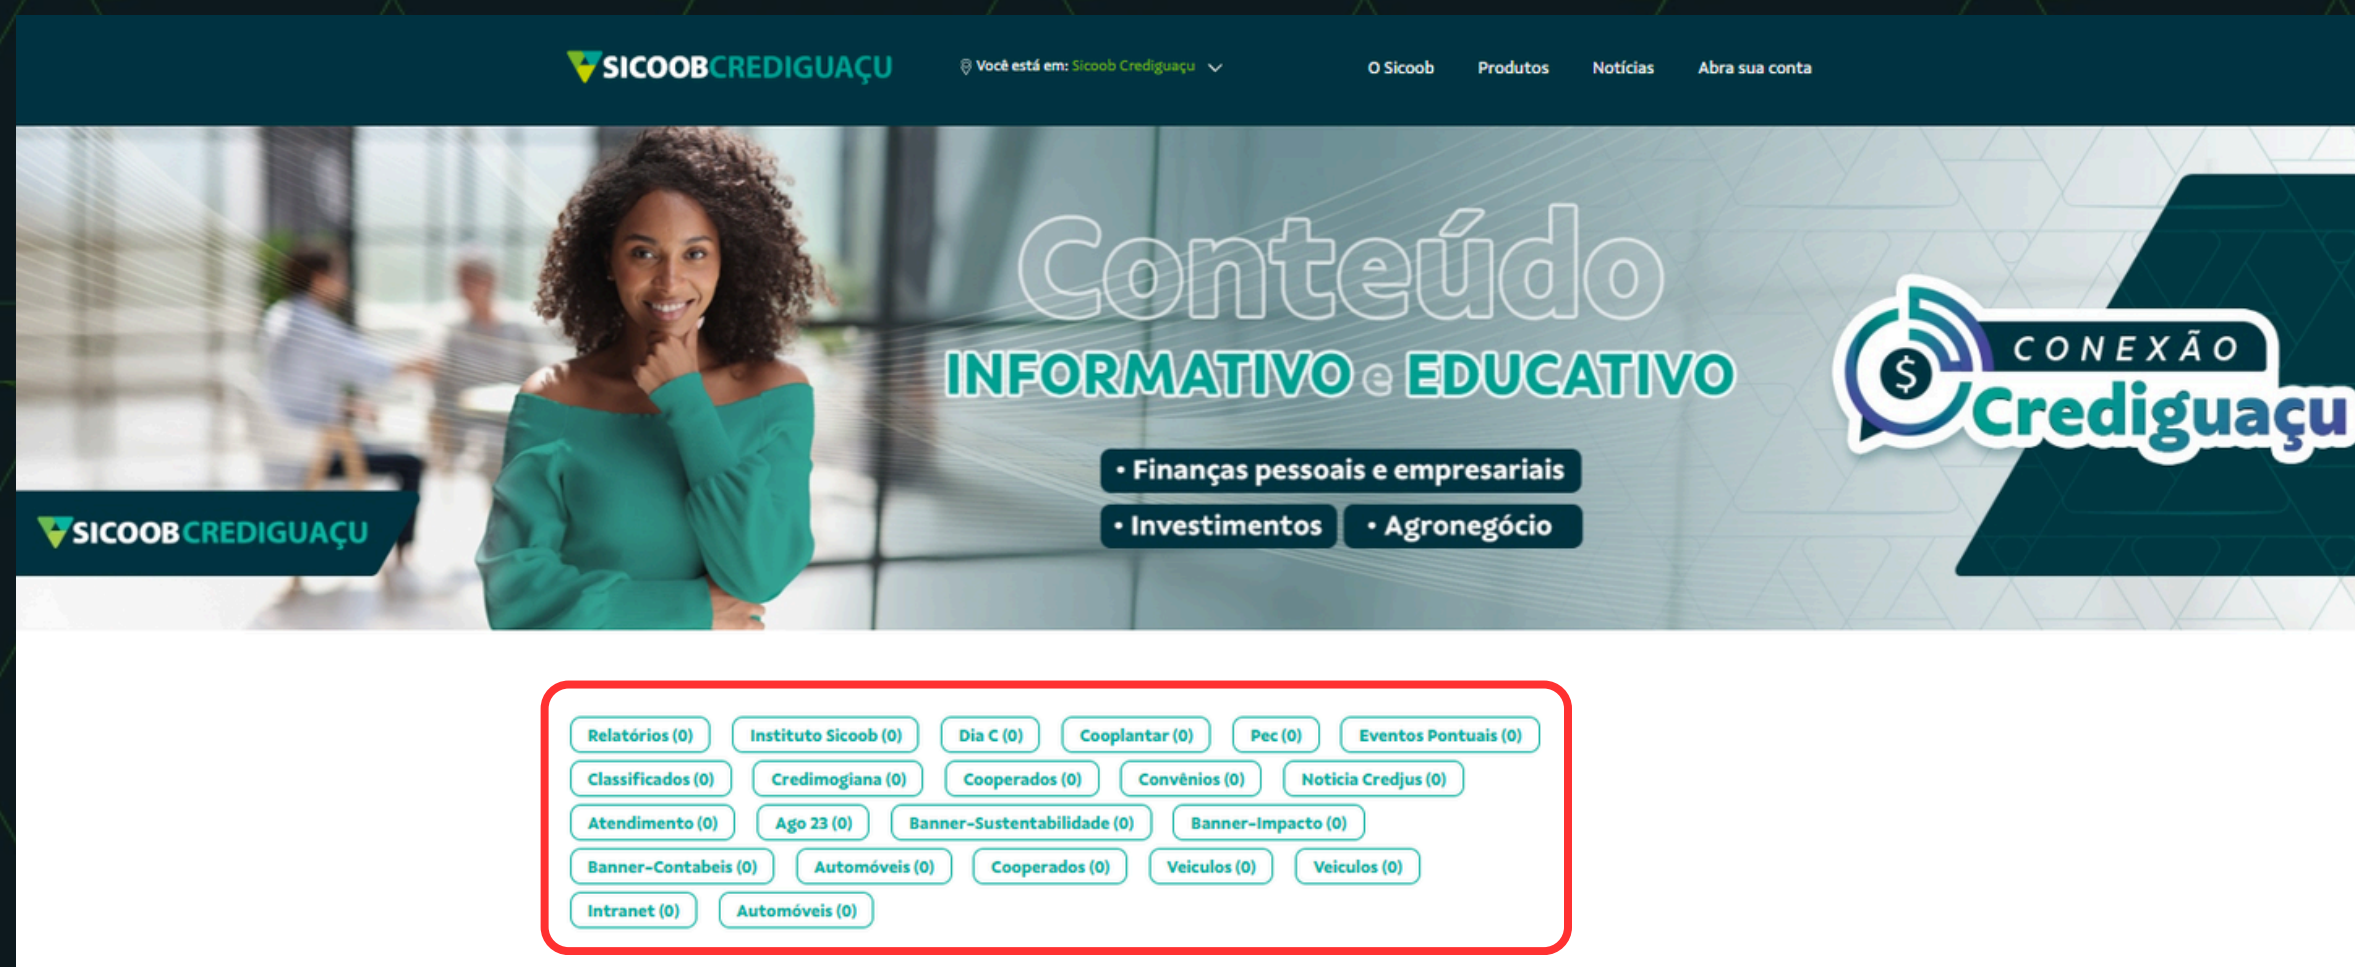 SICOOBCREDIGUAÇU
Você está em: Sicoob Crediguaçu
O Sicoob Produtos Notícias Abra sua conta
Conteúdo
INFORMATIVO e EDUCATIVO
• Finanças pessoais e empresariais
• Investimentos • Agronegócio
CONEXÃO
Crediguaçu
$
SICOOBCREDIGUAÇU
Relatórios (0) Instituto Sicoob (0) Dia C (0) Cooplantar (0) Pec (0) Eventos Pontuais (0)
Classificados (0) Credimogiana (0) Cooperados (0) Convênios (0) Noticia Credjus (0)
Atendimento (0) Ago 23 (0) Banner-Sustentabilidade (0) Banner-Impacto (0)
Banner-Contabeis (0) Automóveis (0) Cooperados (0) Veiculos (0) Veiculos (0)
Intranet (0) Automóveis (0)